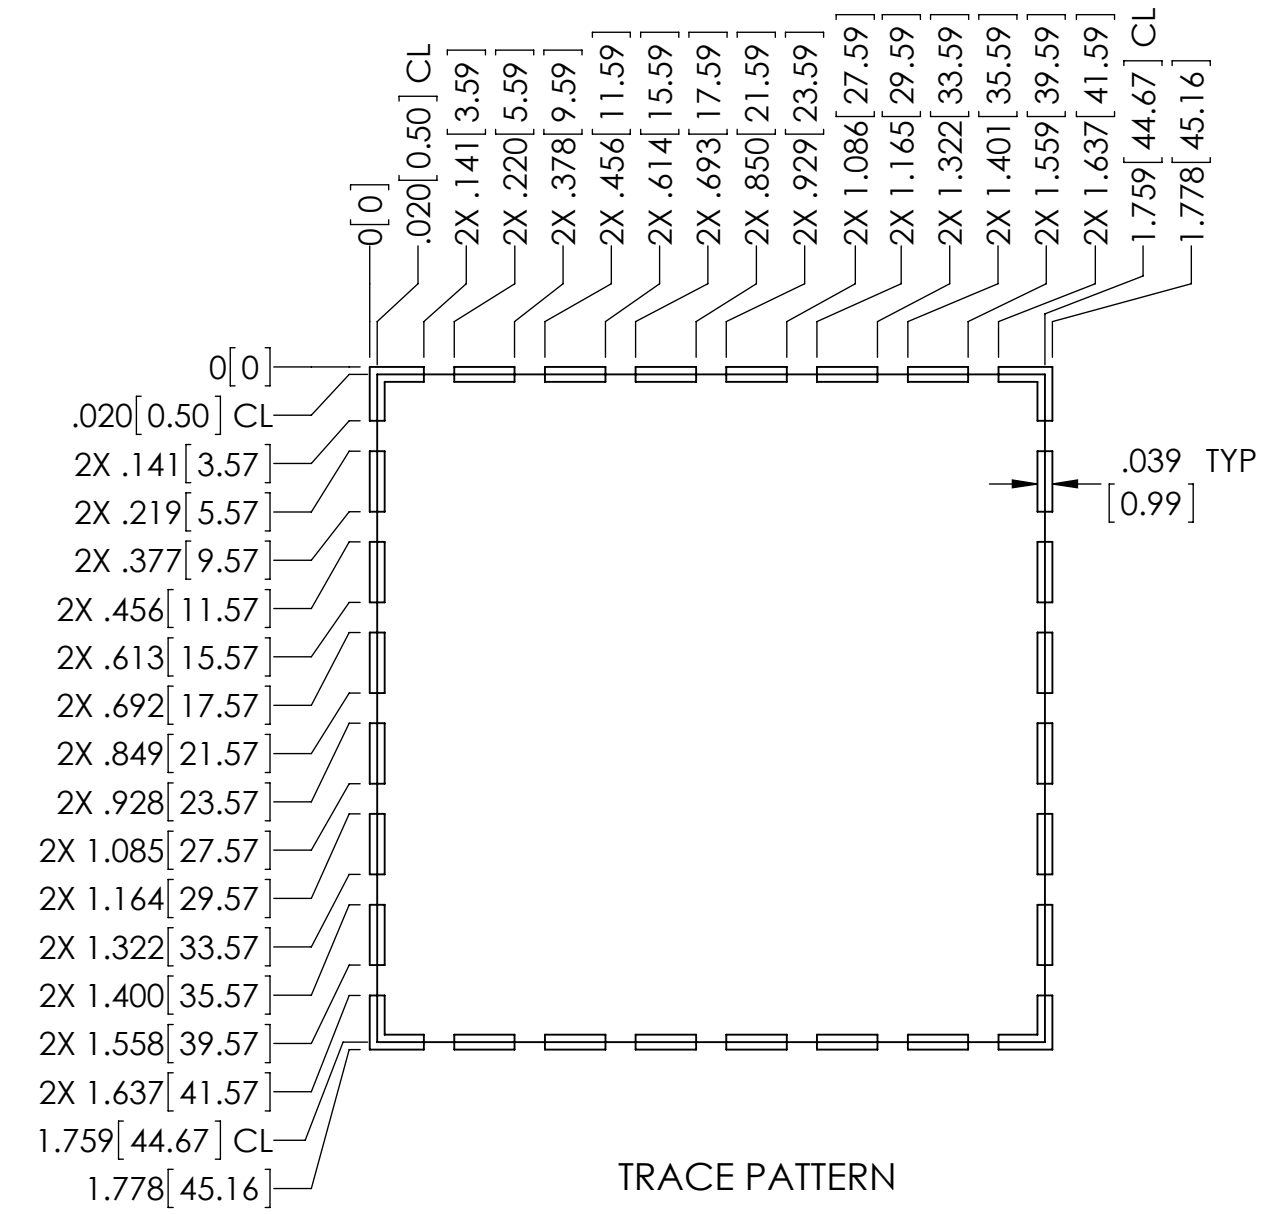 0[0]
.020[0.50] CL
2X .141[3.59]
2X .220[5.59]
2X .378[9.59]
2X .456[11.59]
2X .614[15.59]
2X .693[17.59]
2X .850[21.59]
2X .929[23.59]
2X 1.086[27.59]
2X 1.165[29.59]
2X 1.322[33.59]
2X 1.401[35.59]
2X 1.559[39.59]
2X 1.637[41.59]
1.759[44.67] CL
1.778[45.16]
0[0]
.020[0.50] CL
2X .141[3.57]
2X .219[5.57]
2X .377[9.57]
2X .456[11.57]
2X .613[15.57]
2X .692[17.57]
2X .849[21.57]
2X .928[23.57]
2X 1.085[27.57]
2X 1.164[29.57]
2X 1.322[33.57]
2X 1.400[35.57]
2X 1.558[39.57]
2X 1.637[41.57]
1.759[44.67] CL
1.778[45.16]
.039 TYP
[0.99]
TRACE PATTERN